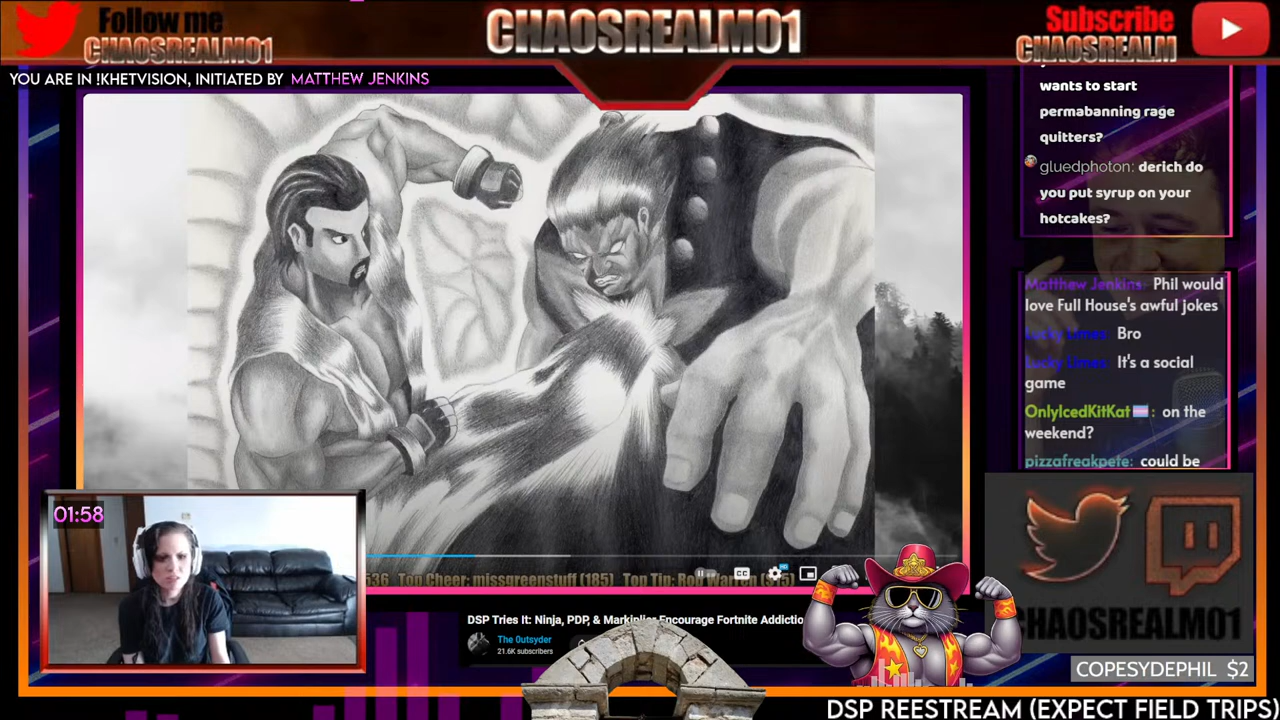 Follow me
CHAOSREALM01
CHAOSREALM01
Subscribe
CHAOSREALM
YOU ARE IN !KHETVISION, INITIATED BY MATTHEW JENKINS
wants to start
permabanning rage
quitters?
gluedphoton: derich do
you put syrup on your
hotcakes?
Matthew Jenkins: Phil would
love Full House's awful jokes
Lucky Limes: Bro
Lucky Limes: It's a social
game
OnlyIcedKitKat : on the
weekend?
pizzafreakpete: could be
01:58
536 Top Cheer: missgreenstuff (185) Top Tip:
CC
HD
DSP Tries It: Ninja, PDP, & Markiplier Encourage Fortnite Addictio
The 0utsyder
21.6K subscribers
CHAOSREALM01
COPESYDEPHIL $2
DSP REESTREAM (EXPECT FIELD TRIPS)